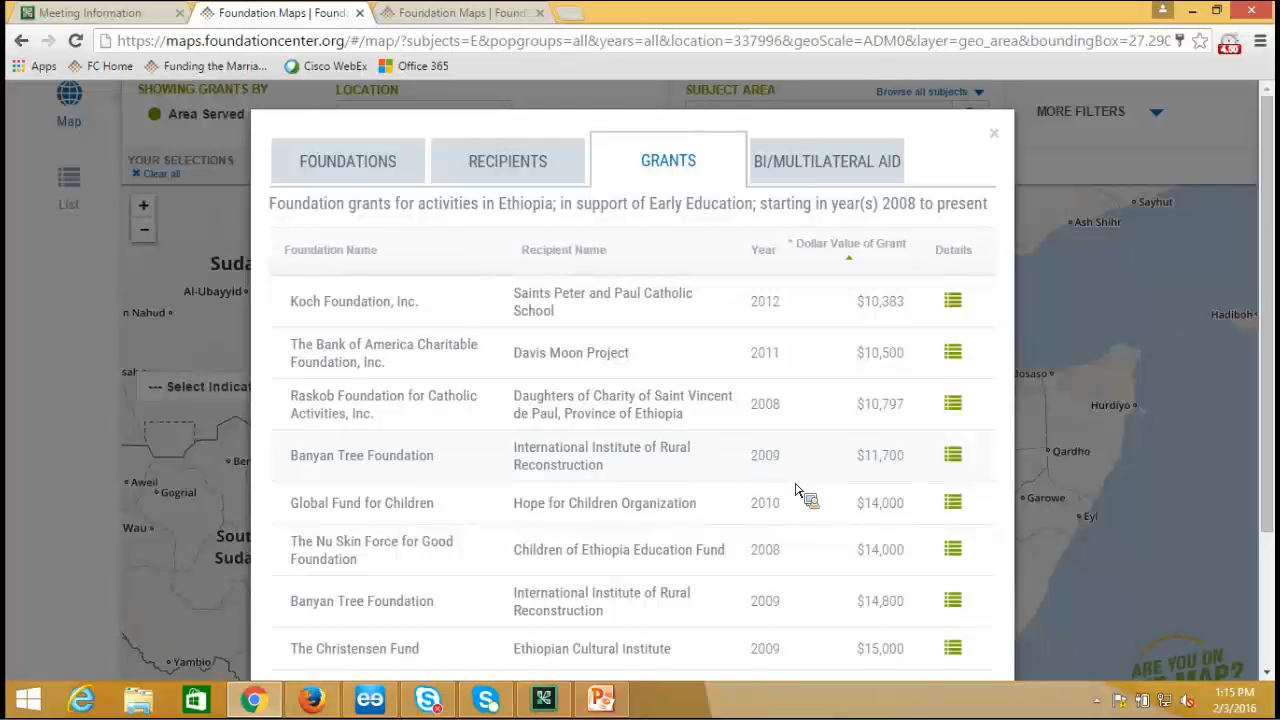 Meeting Information
Foundation Maps | Found
Foundation Maps | Found
https://maps.foundationcenter.org/#/map/?subjects=E&popgroups=all&years=all&location=337996&geoScale=ADM0&layer=geo_area&boundingBox=27.290
Apps
FC Home
Funding the Marria...
Cisco WebEx
Office 365
SHOWING GRANTS BY
LOCATION
SUBJECT AREA
Browse all subjects
Area Served
MORE FILTERS
Map
YOUR SELECTIONS
Clear all
List
+
−
FOUNDATIONS
RECIPIENTS
GRANTS
BI/MULTILATERAL AID
×
Foundation grants for activities in Ethiopia; in support of Early Education; starting in year(s) 2008 to present
Foundation Name Recipient Name Year * Dollar Value of Grant Details
Koch Foundation, Inc. Saints Peter and Paul Catholic School 2012 $10,383
The Bank of America Charitable Foundation, Inc. Davis Moon Project 2011 $10,500
Raskob Foundation for Catholic Activities, Inc. Daughters of Charity of Saint Vincent de Paul, Province of Ethiopia 2008 $10,797
Banyan Tree Foundation International Institute of Rural Reconstruction 2009 $11,700
Global Fund for Children Hope for Children Organization 2010 $14,000
The Nu Skin Force for Good Foundation Children of Ethiopia Education Fund 2008 $14,000
Banyan Tree Foundation International Institute of Rural Reconstruction 2009 $14,800
The Christensen Fund Ethiopian Cultural Institute 2009 $15,000
Suda
Al-Ubayyid
n Nahud
--- Select Indicat
Ber
Aweil
Gogrial
Wau
Sout
Suda
Yambio
Sayhut
Ash Shihr
Hadiboh
Bosaso
Hurdiyo
Qardho
Garowe
Eyl
ARE YOU ON
MAP?
1:15 PM
2/3/2016